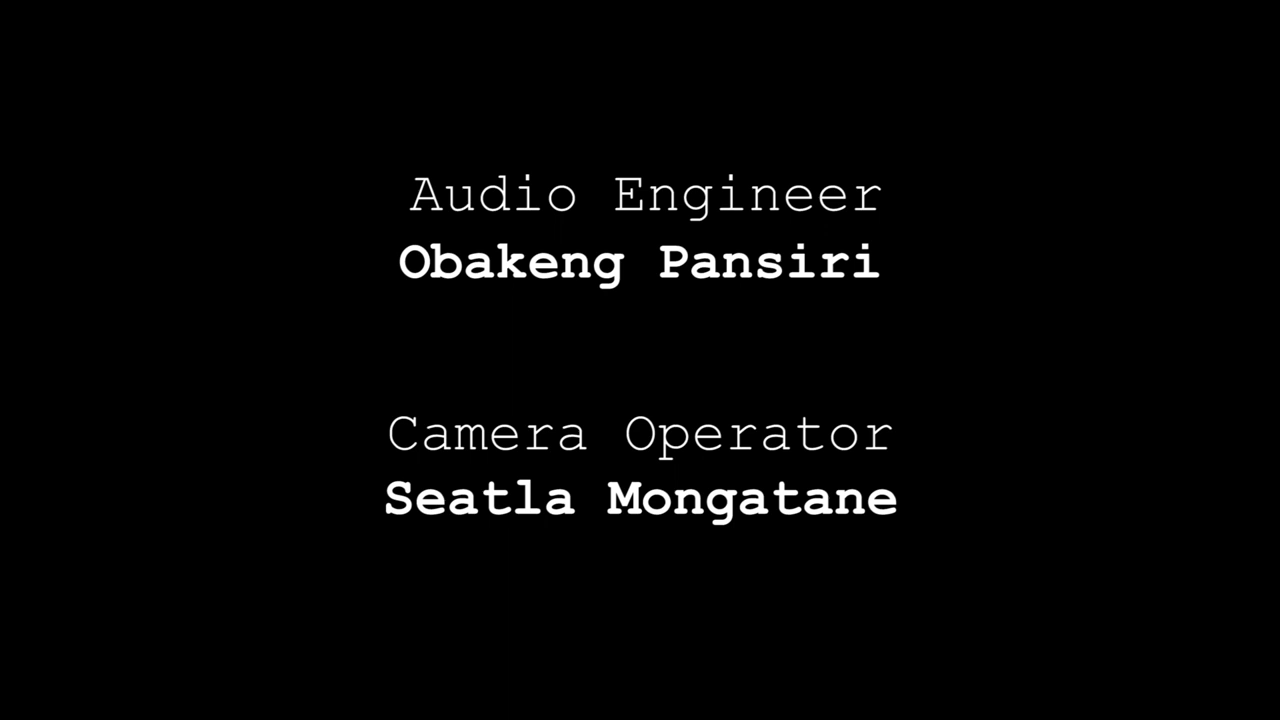 Audio Engineer
Obakeng Pansiri
Camera Operator
Seatla Mongatane